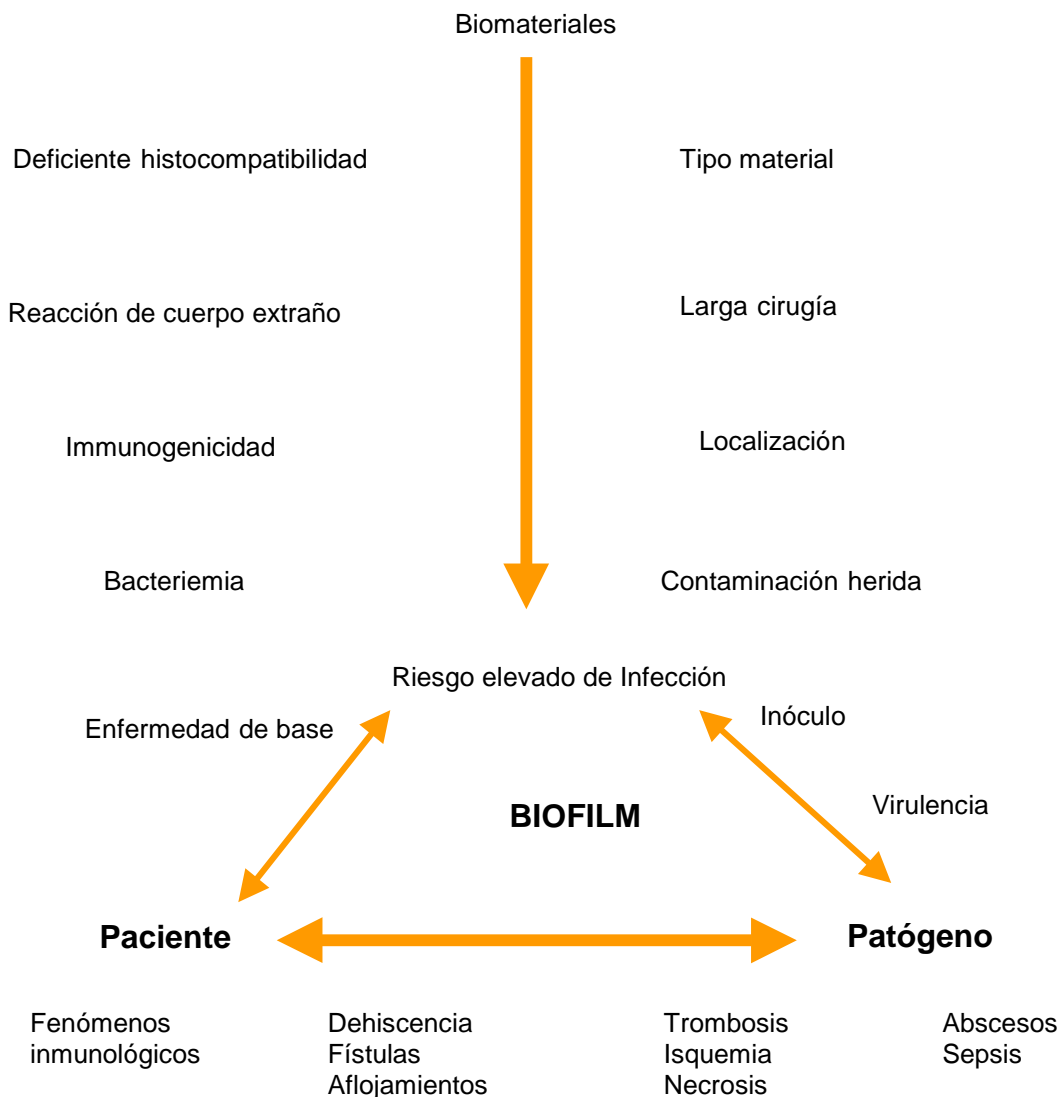 Biomateriales
Deficiente histocompatibilidad
Tipo material
Reacción de cuerpo extraño
Larga cirugía
Immunogenicidad
Localización
Bacteriemia
Contaminación herida
Riesgo elevado de Infección
Enfermedad de base
Inóculo
Virulencia
BIOFILM
Paciente
Patógeno
Fenómenos
inmunológicos
Dehiscencia
Fístulas
Aflojamientos
Trombosis
Isquemia
Necrosis
Abscesos
Sepsis